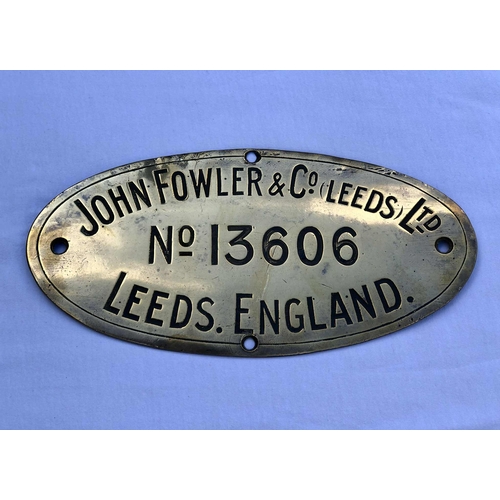 JOHN FOWLER & Cº (LEEDS) LTD
Nº 13606
LEEDS. ENGLAND.